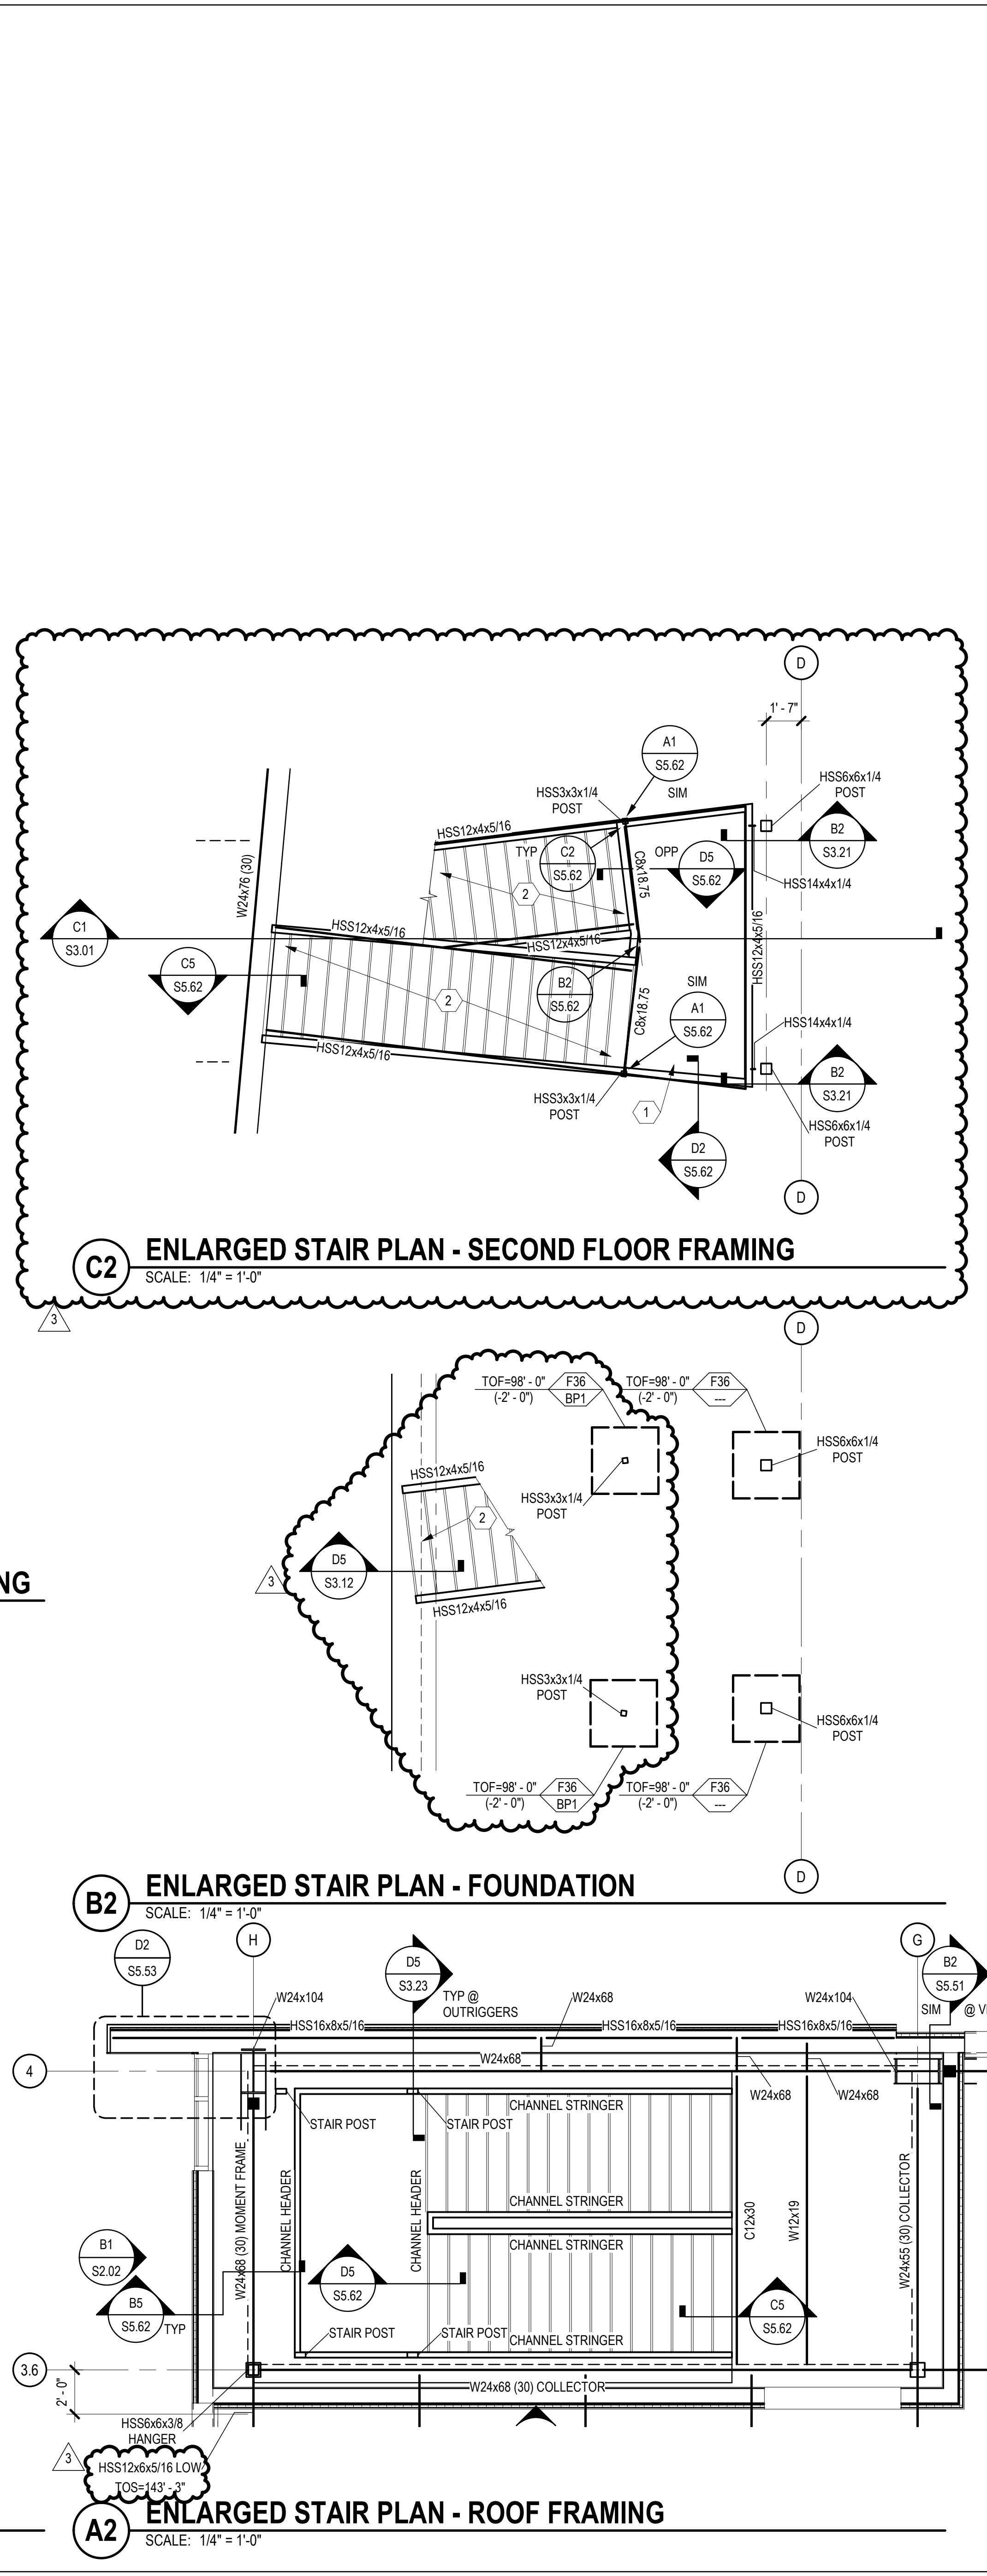 D
1' - 7"
A1
S5.62
SIM
HSS3x3x1/4
POST
HSS6x6x1/4
POST
HSS12x4x5/16
TYP
C2
S5.62
C8x18.75
OPP
D5
S5.62
B2
S3.21
W24x76 (30)
2
HSS14x4x1/4
C1
S3.01
HSS12x4x5/16
HSS12x4x5/16
HSS12x4x5/16
C5
S5.62
B2
S5.62
SIM
A1
S5.62
2
C8x18.75
HSS14x4x1/4
HSS12x4x5/16
B2
S3.21
HSS3x3x1/4
POST
1
HSS6x6x1/4
POST
D2
S5.62
D
C2
ENLARGED STAIR PLAN - SECOND FLOOR FRAMING
SCALE: 1/4" = 1'-0"
3
D
TOF=98' - 0"
(-2' - 0")
F36
BP1
TOF=98' - 0"
(-2' - 0")
F36
---
HSS6x6x1/4
POST
HSS12x4x5/16
HSS3x3x1/4
POST
2
D5
S3.12
3
NG
HSS12x4x5/16
HSS3x3x1/4
POST
HSS6x6x1/4
POST
TOF=98' - 0"
(-2' - 0")
F36
BP1
TOF=98' - 0"
(-2' - 0")
F36
---
D
B2
ENLARGED STAIR PLAN - FOUNDATION
SCALE: 1/4" = 1'-0"
D2
S5.53
H
D5
S3.23
TYP @
OUTRIGGERS
G
B2
S5.51
SIM
W24x104
W24x68
W24x104
HSS16x8x5/16
HSS16x8x5/16
HSS16x8x5/16
4
W24x68
W24x68
W24x68
STAIR POST
STAIR POST
CHANNEL STRINGER
W24x68 (30) MOMENT FRAME
CHANNEL HEADER
CHANNEL HEADER
CHANNEL STRINGER
C12x30
W12x19
W24x55 (30) COLLECTOR
CHANNEL STRINGER
B1
S2.02
D5
S5.62
B5
S5.62
TYP
C5
S5.62
STAIR POST
STAIR POST
CHANNEL STRINGER
3.6
2' - 0"
W24x68 (30) COLLECTOR
HSS6x6x3/8
HANGER
3
HSS12x6x5/16 LOW
TOS=143' - 3"
A2
ENLARGED STAIR PLAN - ROOF FRAMING
SCALE: 1/4" = 1'-0"